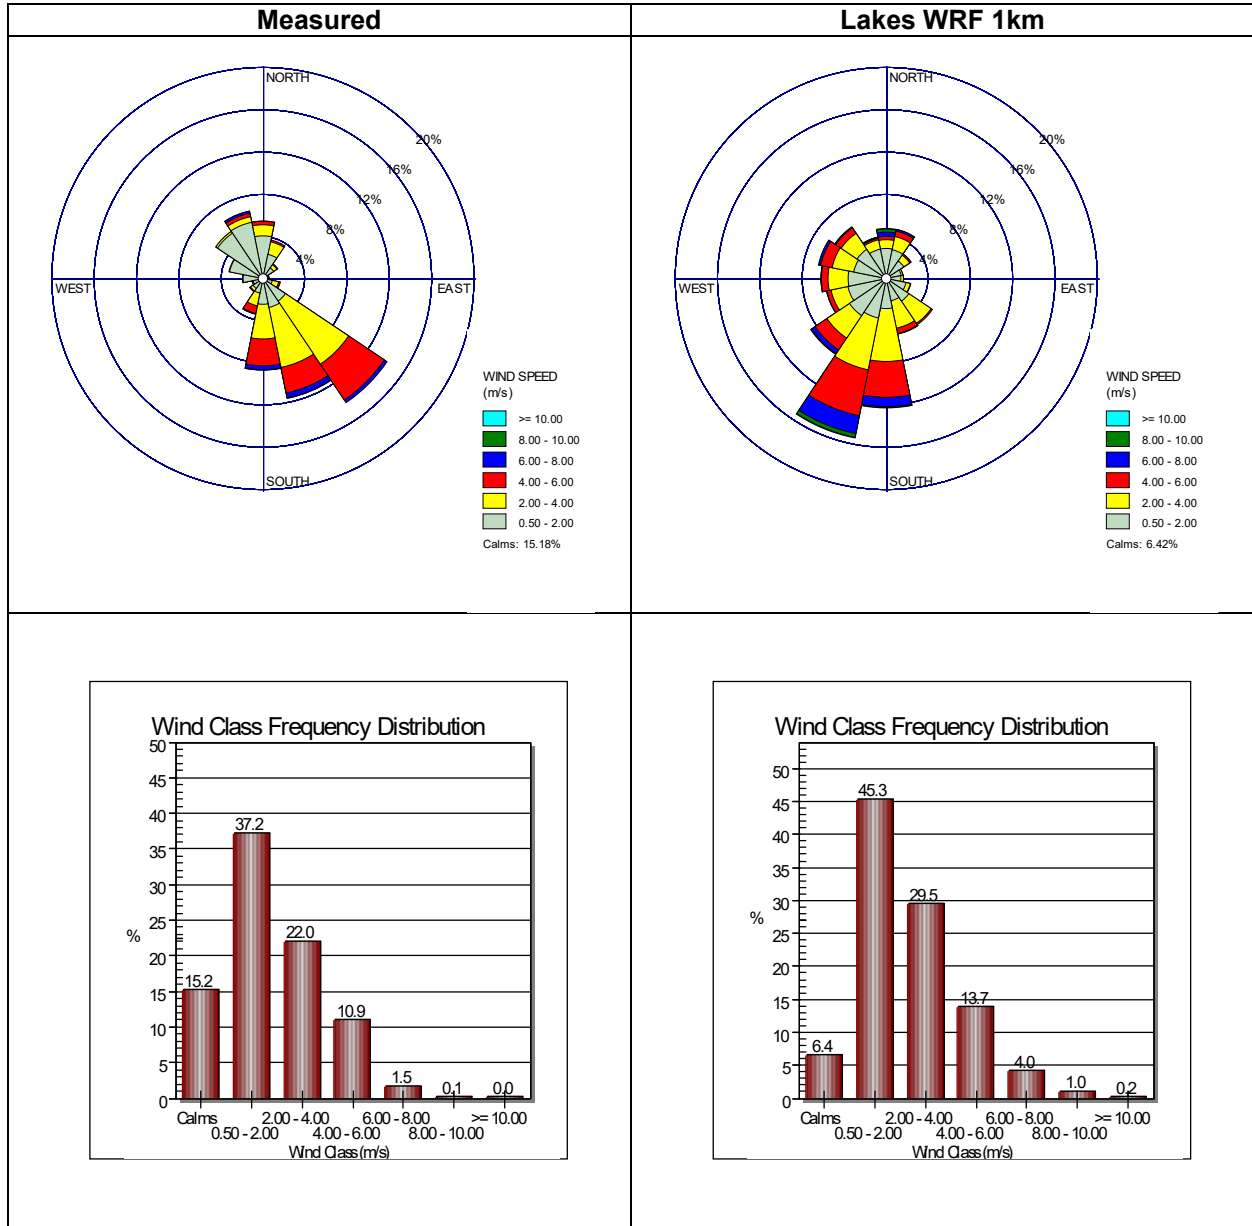 Measured
Lakes WRF 1km
NORTH
20%
16%
12%
8%
4%
WEST
EAST
SOUTH
WIND SPEED
(m/s)
>= 10.00
8.00 - 10.00
6.00 - 8.00
4.00 - 6.00
2.00 - 4.00
0.50 - 2.00
Calms: 15.18%
NORTH
20%
16%
12%
8%
4%
WEST
EAST
SOUTH
WIND SPEED
(m/s)
>= 10.00
8.00 - 10.00
6.00 - 8.00
4.00 - 6.00
2.00 - 4.00
0.50 - 2.00
Calms: 6.42%
Wind Class Frequency Distribution
50
45
40
35
30
25
20
15
10
5
0
%
15.2
37.2
22.0
10.9
1.5
0.1
0.0
Calms 2.00 - 4.00 6.00 - 8.00 >= 10.00
0.50 - 2.00 4.00 - 6.00 8.00 - 10.00
Wind Class (m/s)
Wind Class Frequency Distribution
50
45
40
35
30
25
20
15
10
5
0
%
6.4
45.3
29.5
13.7
4.0
1.0
0.2
Calms 2.00 - 4.00 6.00 - 8.00 >= 10.00
0.50 - 2.00 4.00 - 6.00 8.00 - 10.00
Wind Class (m/s)